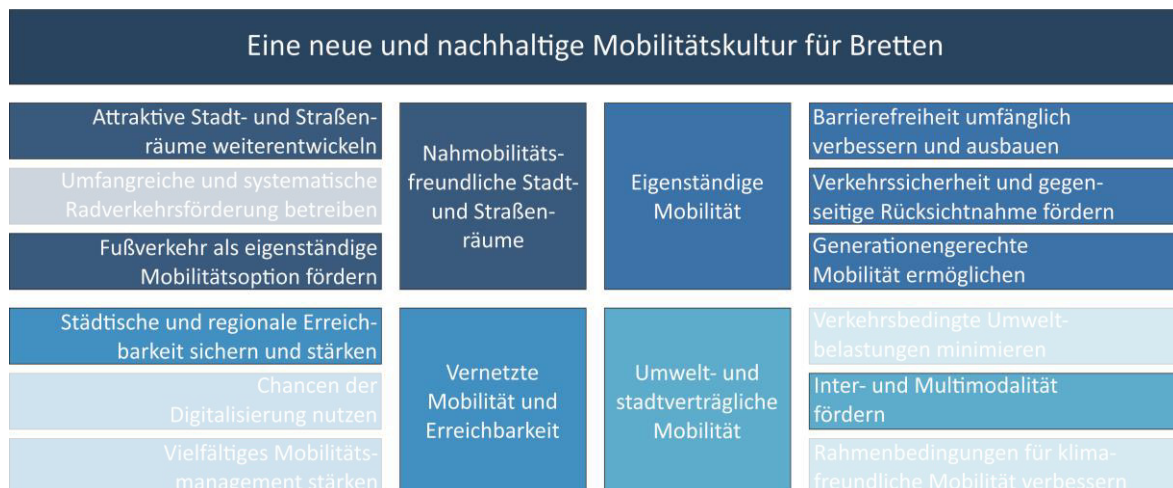 Eine neue und nachhaltige Mobilitätskultur für Bretten
Attraktive Stadt- und Straßen-
räume weiterentwickeln
Umfangreiche und systematische
Radverkehrsförderung betreiben
Fußverkehr als eigenständige
Mobilitätsoption fördern
Nahmobilitäts-
freundliche Stadt-
und Straßen-
räume
Eigenständige
Mobilität
Barrierefreiheit umfänglich
verbessern und ausbauen
Verkehrssicherheit und gegen-
seitige Rücksichtnahme fördern
Generationengerechte
Mobilität ermöglichen
Städtische und regionale Erreich-
barkeit sichern und stärken
Chancen der
Digitalisierung nutzen
Vielfältiges Mobilitäts-
management stärken
Vernetzte
Mobilität und
Erreichbarkeit
Umwelt- und
stadtverträgliche
Mobilität
Verkehrsbedingte Umwelt-
belastungen minimieren
Inter- und Multimodalität
fördern
Rahmenbedingungen für klima-
freundliche Mobilität verbessern